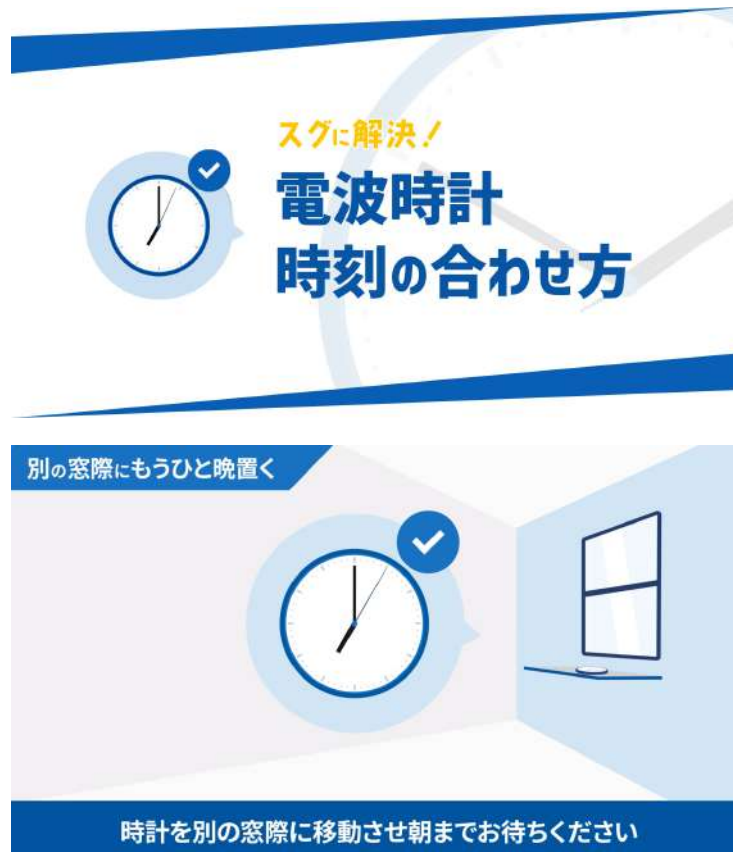 スグに解決！
電波時計
時刻の合わせ方
別の窓際にもうひと晩置く
時計を別の窓際に移動させ朝までお待ちください